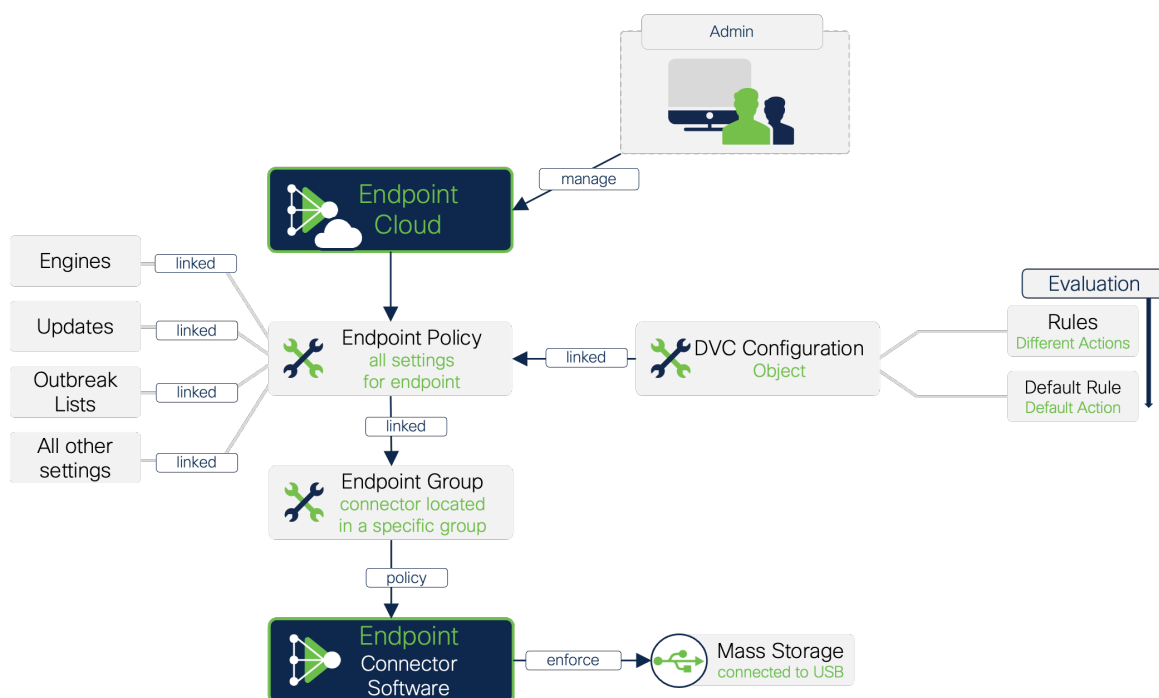 Admin
manage
Endpoint
Cloud
Engines
linked
Updates
linked
Outbreak
Lists
linked
All other
settings
linked
Endpoint Policy
all settings
for endpoint
linked
DVC Configuration
Object
Evaluation
Rules
Different Actions
Default Rule
Default Action
linked
Endpoint Group
connector located
in a specific group
policy
Endpoint
Connector
Software
enforce
Mass Storage
connected to USB